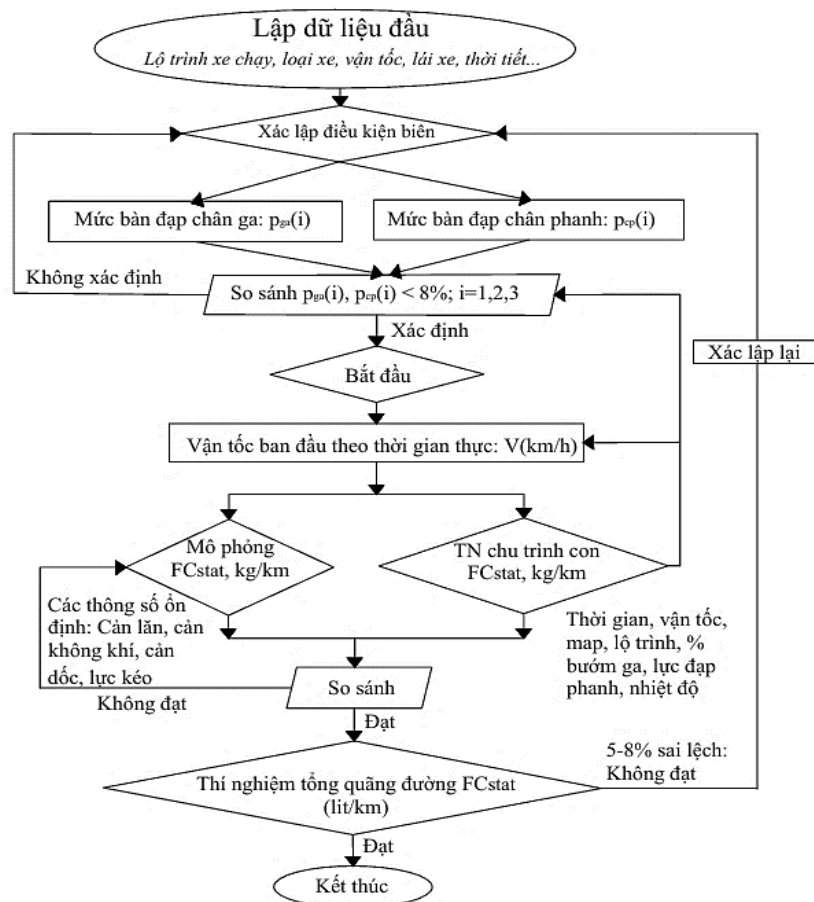 Lập dữ liệu đầu
Lộ trình xe chạy, loại xe, vận tốc, lái xe, thời tiết...
Xác lập điều kiện biên
Mức bàn đạp chân ga: pga(i)
Mức bàn đạp chân phanh: pcp(i)
Không xác định
So sánh pga(i), pcp(i) < 8%; i=1,2,3
Xác định
Xác lập lại
Bắt đầu
Vận tốc ban đầu theo thời gian thực: V(km/h)
Mô phỏng
FCstat, kg/km
TN chu trình con
FCstat, kg/km
Các thông số ổn
định: Cản lăn, cản
không khí, cản
dốc, lực kéo
Không đạt
Thời gian, vận tốc,
map, lộ trình, %
bướm ga, lực đạp
phanh, nhiệt độ
So sánh
Đạt
5-8% sai lệch:
Không đạt
Thí nghiệm tổng quãng đường FCstat
(lit/km)
Đạt
Kết thúc